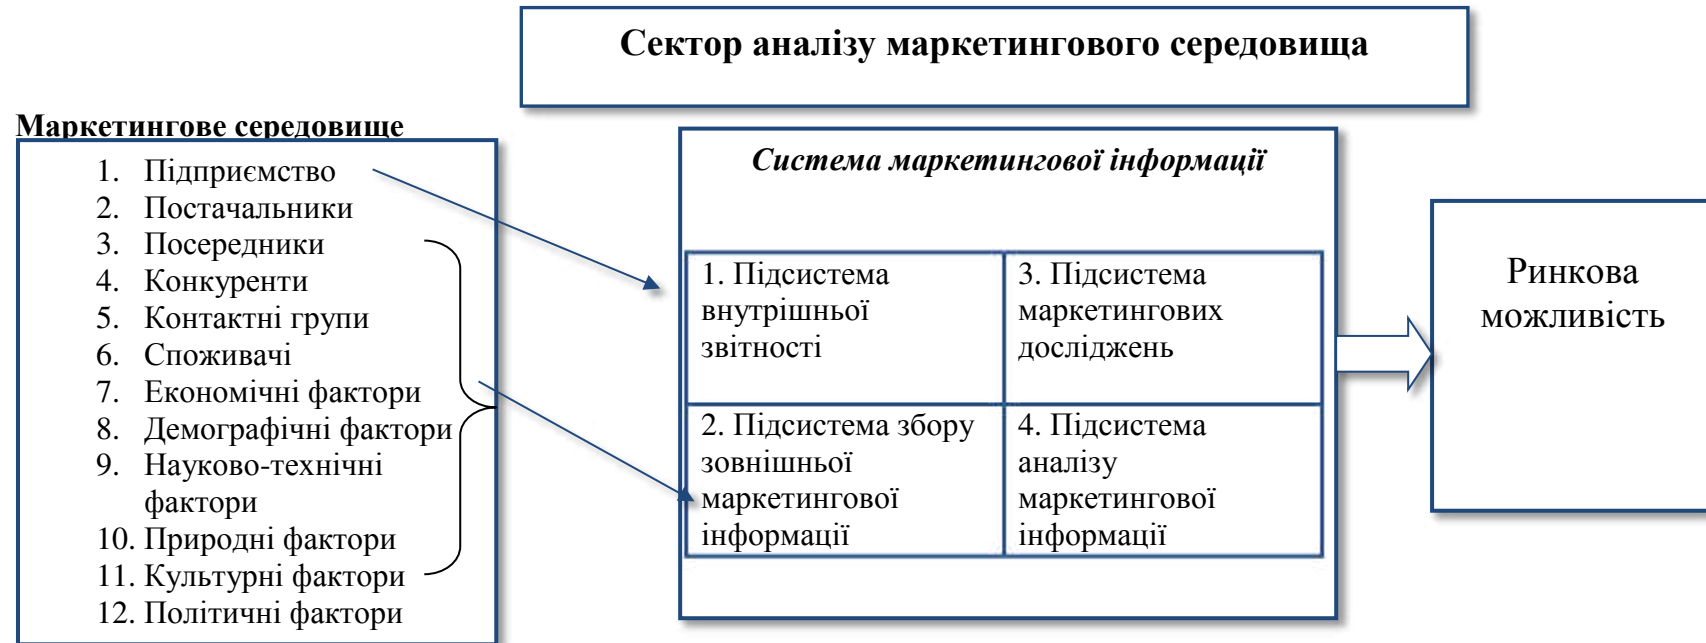 Сектор аналізу маркетингового середовища
Маркетингове середовище
1. Підприємство
2. Постачальники
3. Посередники
4. Конкуренти
5. Контактні групи
6. Споживачі
7. Економічні фактори
8. Демографічні фактори
9. Науково-технічні
фактори
10. Природні фактори
11. Культурні фактори
12. Політичні фактори
Система маркетингової інформації
1. Підсистема
внутрішньої
звітності
3. Підсистема
маркетингових
досліджень
2. Підсистема збору
зовнішньої
маркетингової
інформації
4. Підсистема
аналізу
маркетингової
інформації
Ринкова
можливість